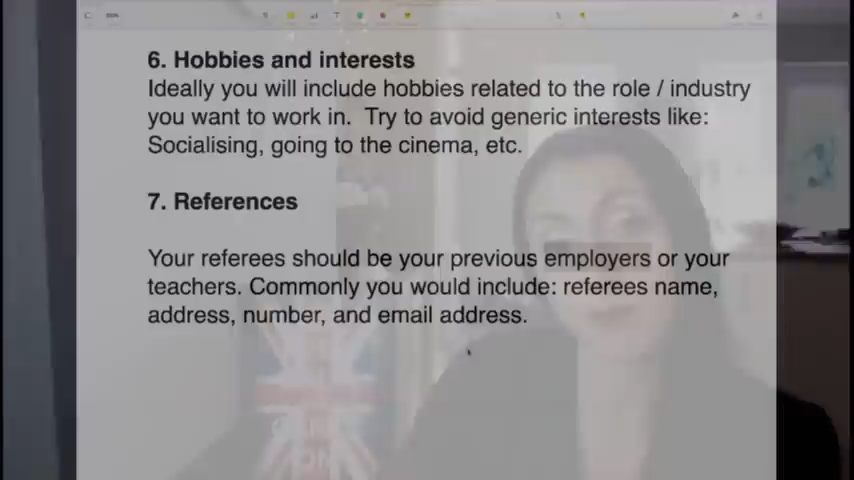 6. Hobbies and interests
Ideally you will include hobbies related to the role / industry
you want to work in. Try to avoid generic interests like:
Socialising, going to the cinema, etc.
7. References
Your referees should be your previous employers or your
teachers. Commonly you would include: referees name,
address, number, and email address.